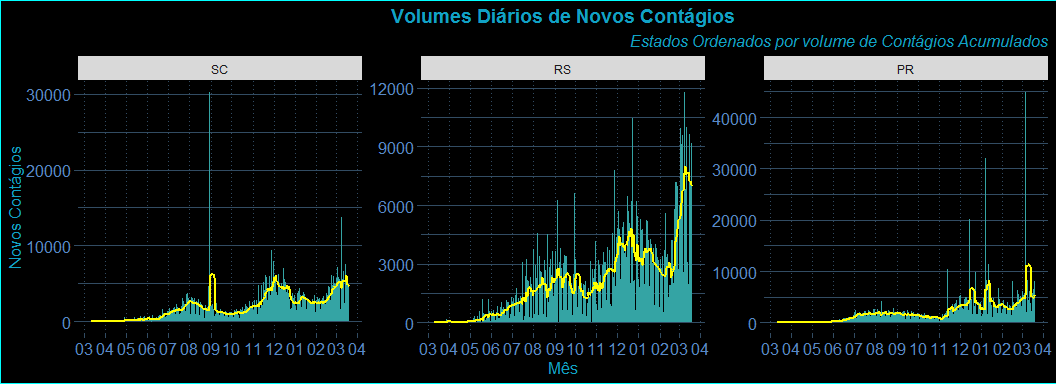 Volumes Diários de Novos Contágios
Estados Ordenados por volume de Contágios Acumulados
SC
RS
PR
Novos Contágios
30000
20000
10000
0
12000
9000
6000
3000
0
40000
30000
20000
10000
0
03 04 05 06 07 08 09 10 11 12 01 02 03 04
03 04 05 06 07 08 09 10 11 12 01 02 03 04
03 04 05 06 07 08 09 10 11 12 01 02 03 04
Mês